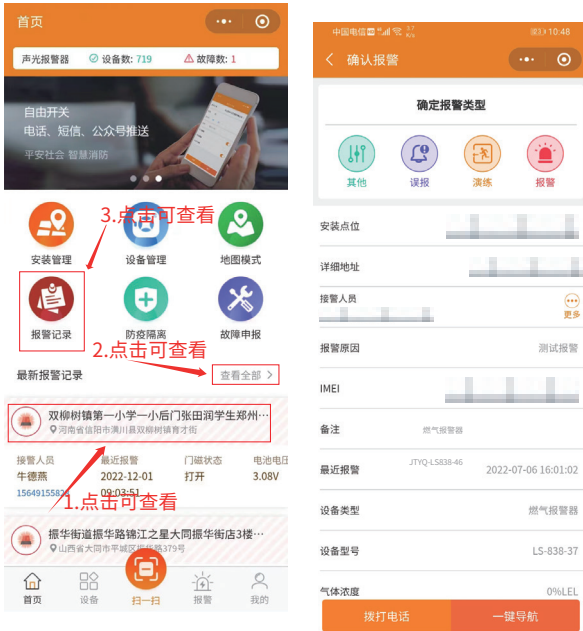 首页
声光报警器
设备数: 719
故障数: 1
自由开关
电话、短信、公众号推送
平安社会 智慧消防
3.点击可查看
安装管理
设备管理
地图模式
报警记录
防疫隔离
故障申报
2.点击可查看
最新报警记录
查看全部
双柳树镇第一小学一小后门张田润学生郑州…
河南省信阳市潢川县双柳树镇育才街
接警人员
最近报警
门磁状态
电池电压
牛德燕
2022-12-01
打开
3.08V
09:03:51
1.点击可查看
振华街道振华路锦江之星大同振华街店3楼…
山西省大同市平城区振华路379号
首页
设备
扫一扫
报警
我的
中国电信
10:48
确认报警
确定报警类型
其他
误报
演练
报警
安装点位
详细地址
接警人员
更多
报警原因
测试报警
IMEI
备注
燃气报警器
最近报警
JTYQ-LS838-46
2022-07-06 16:01:02
设备类型
燃气报警器
设备型号
LS-838-37
气体浓度
0%LEL
拨打电话
一键导航